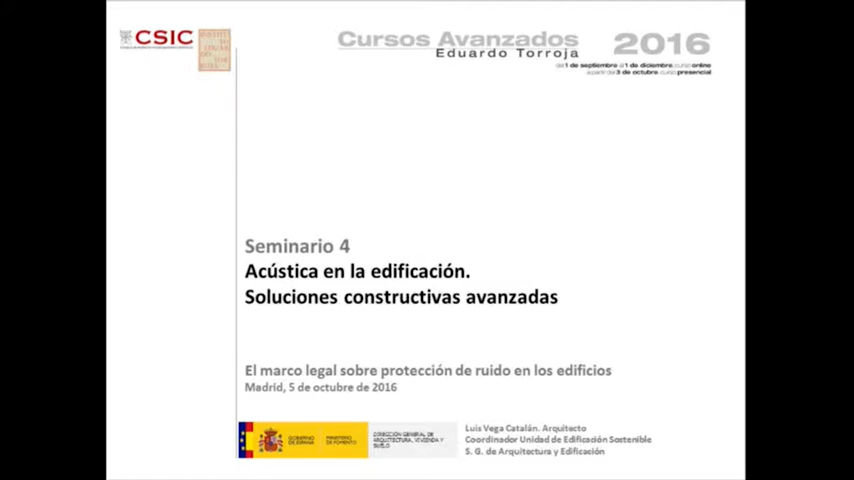 CSIC
Cursos Avanzados 2016
Eduardo Torroja
del 1 de septiembre al 1 de diciembre, curso online
a partir del 3 de octubre, curso presencial
Seminario 4
Acústica en la edificación.
Soluciones constructivas avanzadas
El marco legal sobre protección de ruido en los edificios
Madrid, 5 de octubre de 2016
GOBIERNO DE ESPAÑA
MINISTERIO DE FOMENTO
DIRECCIÓN GENERAL DE
ARQUITECTURA, VIVIENDA Y
SUELO
Luis Vega Catalán. Arquitecto
Coordinador Unidad de Edificación Sostenible
S. G. de Arquitectura y Edificación